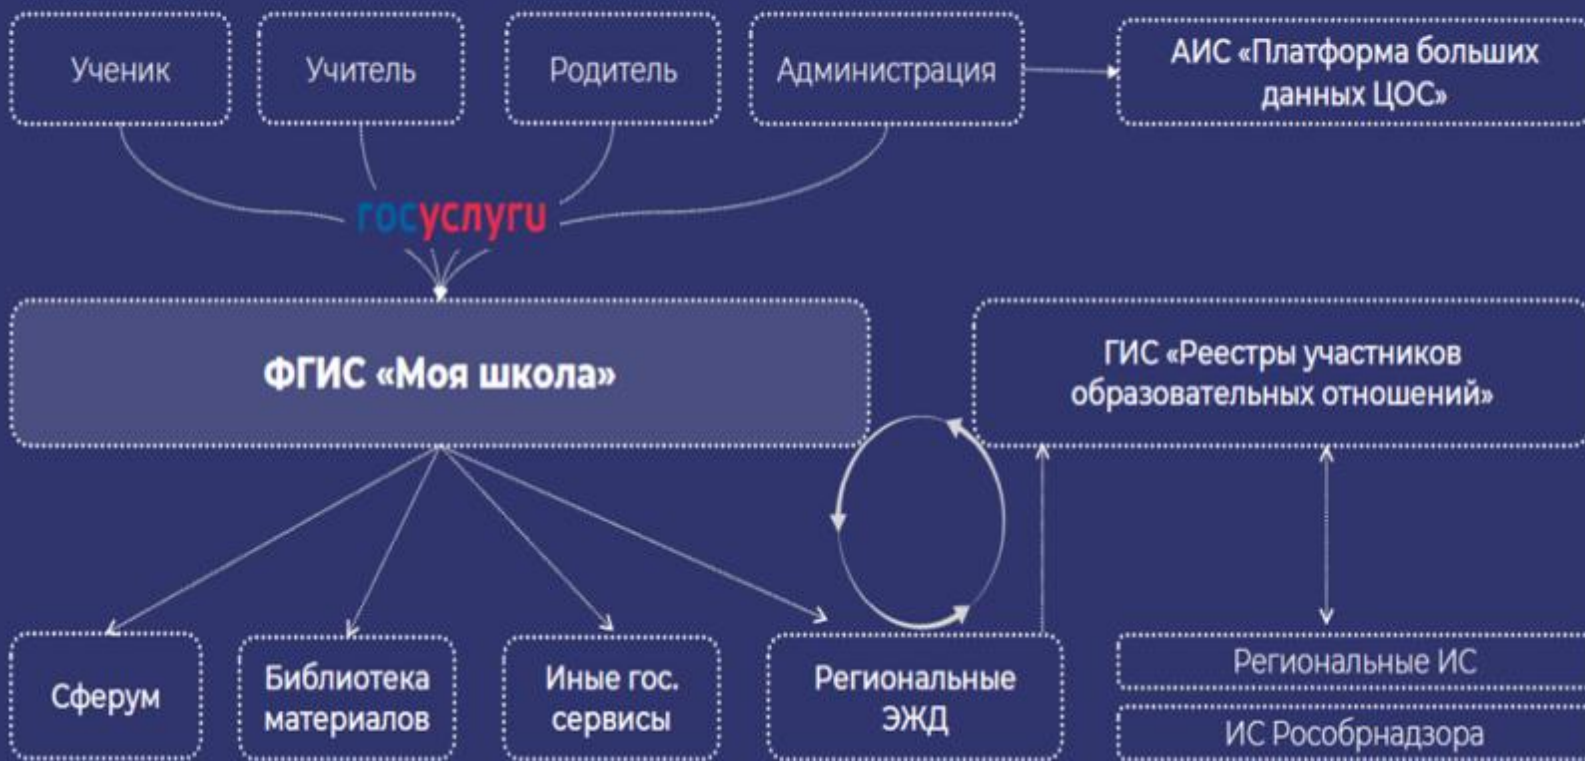 Ученик
Учитель
Родитель
Администрация
АИС «Платформа больших
данных ЦОС»
госуслуги
ФГИС «Моя школа»
ГИС «Реестры участников
образовательных отношений»
Сферум
Библиотека
материалов
Иные гос.
сервисы
Региональные
ЭЖД
Региональные ИС
ИС Рособрнадзора